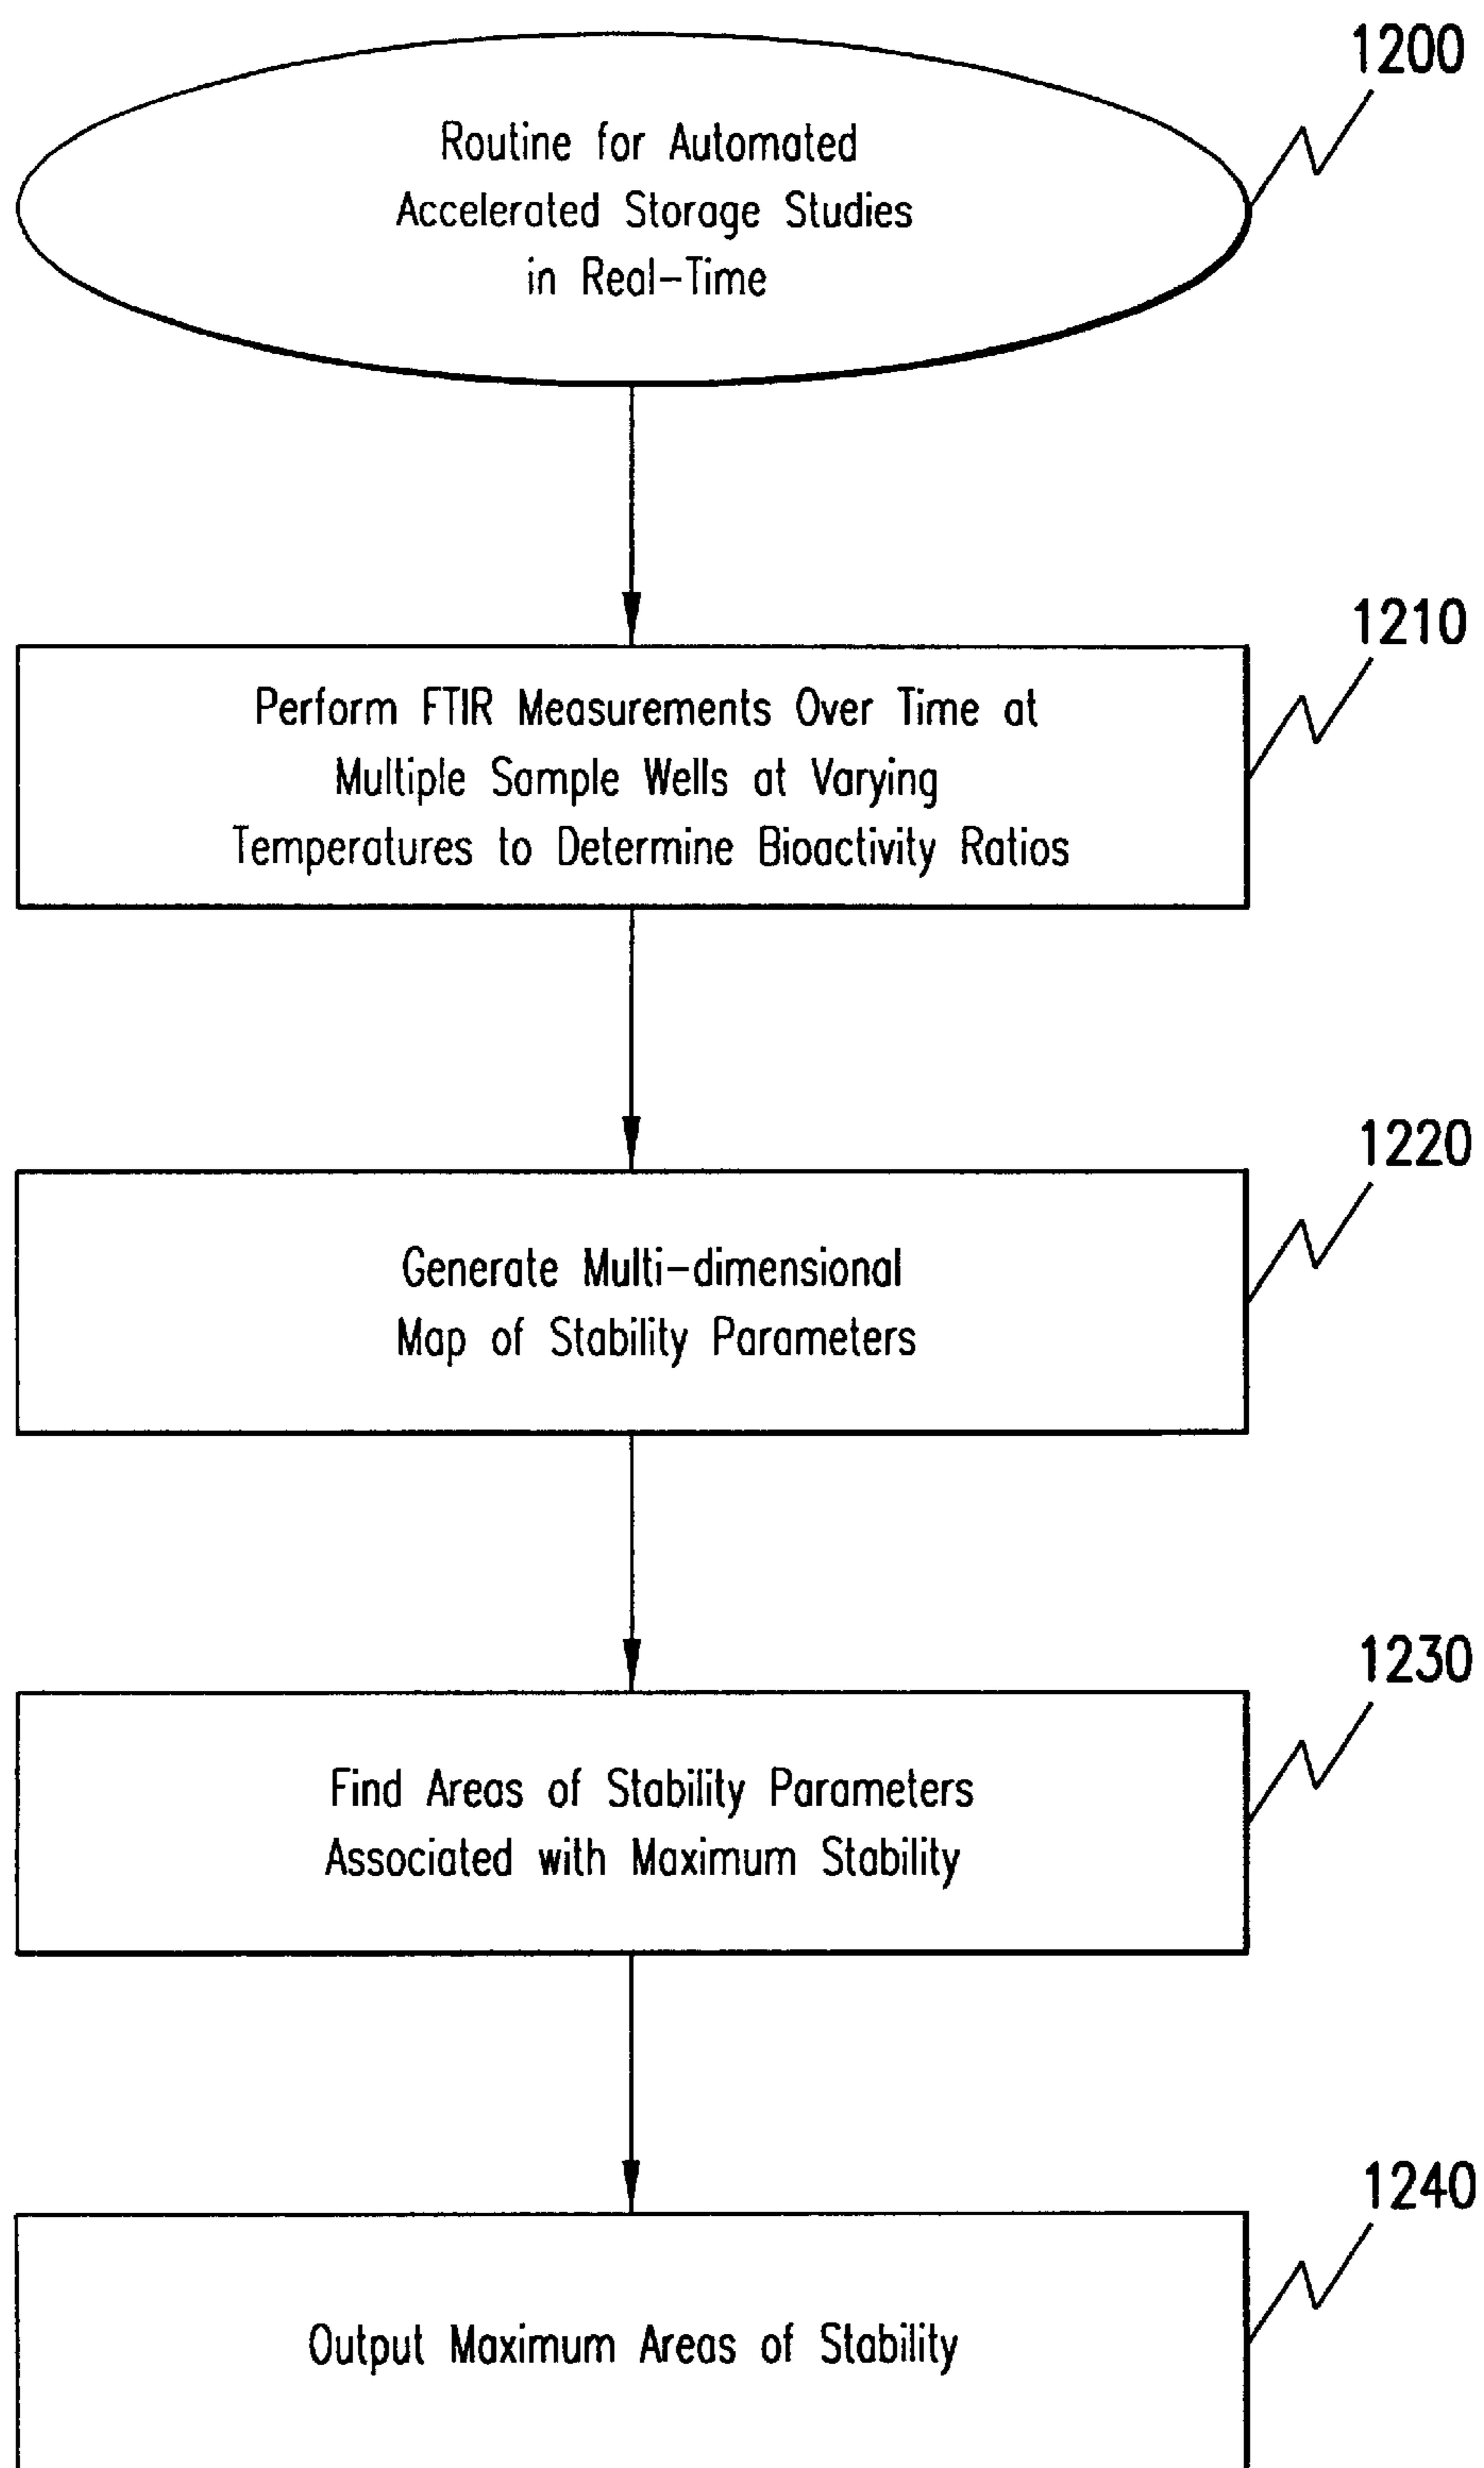 1200
Routine for Automated
Accelerated Storage Studies
in Real-Time
1210
Perform FTIR Measurements Over Time at
Multiple Sample Wells at Varying
Temperatures to Determine Bioactivity Ratios
1220
Generate Multi-dimensional
Map of Stability Parameters
1230
Find Areas of Stability Parameters
Associated with Maximum Stability
1240
Output Maximum Areas of Stability